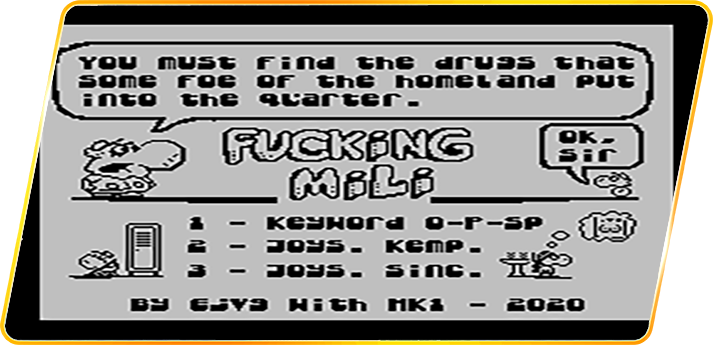 You must find the drugs that
some foe of the homeland put
into the quarter.
FUCKING
MILI
Ok,
sir
1 - Keyword O-P-SP
2 - Joys. Kemp.
3 - Joys. Sinc.
By EJVG With MK1 - 2020